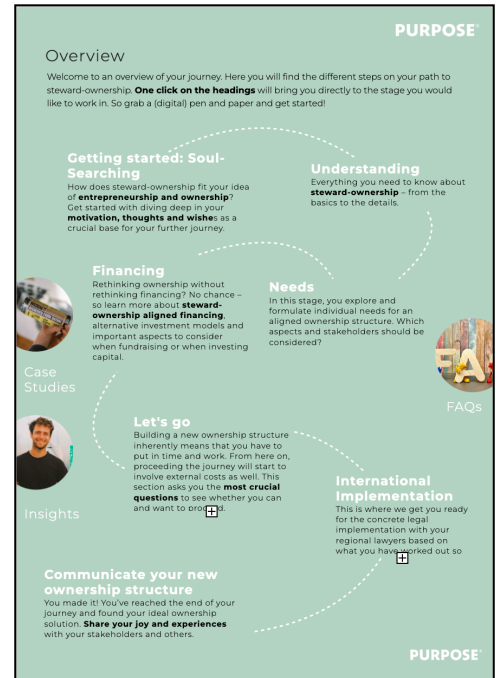 PURPOSE
Overview
Welcome to an overview of your journey. Here you will find the different steps on your path to
steward-ownership. One click on the headings will bring you directly to the stage you would
like to work in. So grab a (digital) pen and paper and get started!
Getting started: Soul-
Searching
How does steward-ownership fit your idea
of entrepreneurship and ownership?
Get started with diving deep in your
motivation, thoughts and wishes as a
crucial base for your further journey.
Understanding
Everything you need to know about
steward-ownership – from the
basics to the details.
Financing
Rethinking ownership without
rethinking financing? No chance –
so learn more about steward-
ownership aligned financing,
alternative investment models and
important aspects to consider
when fundraising or when investing
capital.
Needs
In this stage, you explore and
formulate individual needs for an
aligned ownership structure. Which
aspects and stakeholders should be
considered?
Case
Studies
FA
FAQs
Let's go
Building a new ownership structure
inherently means that you have to
put in time and work. From here on,
proceeding the journey will start to
involve external costs as well. This
section asks you the most crucial
questions to see whether you can
and want to proceed.
Insights
International
Implementation
This is where we get you ready
for the concrete legal
implementation with your
regional lawyers based on
what you have worked out so
Communicate your new
ownership structure
You made it! You've reached the end of your
journey and found your ideal ownership
solution. Share your joy and experiences
with your stakeholders and others.
PURPOSE